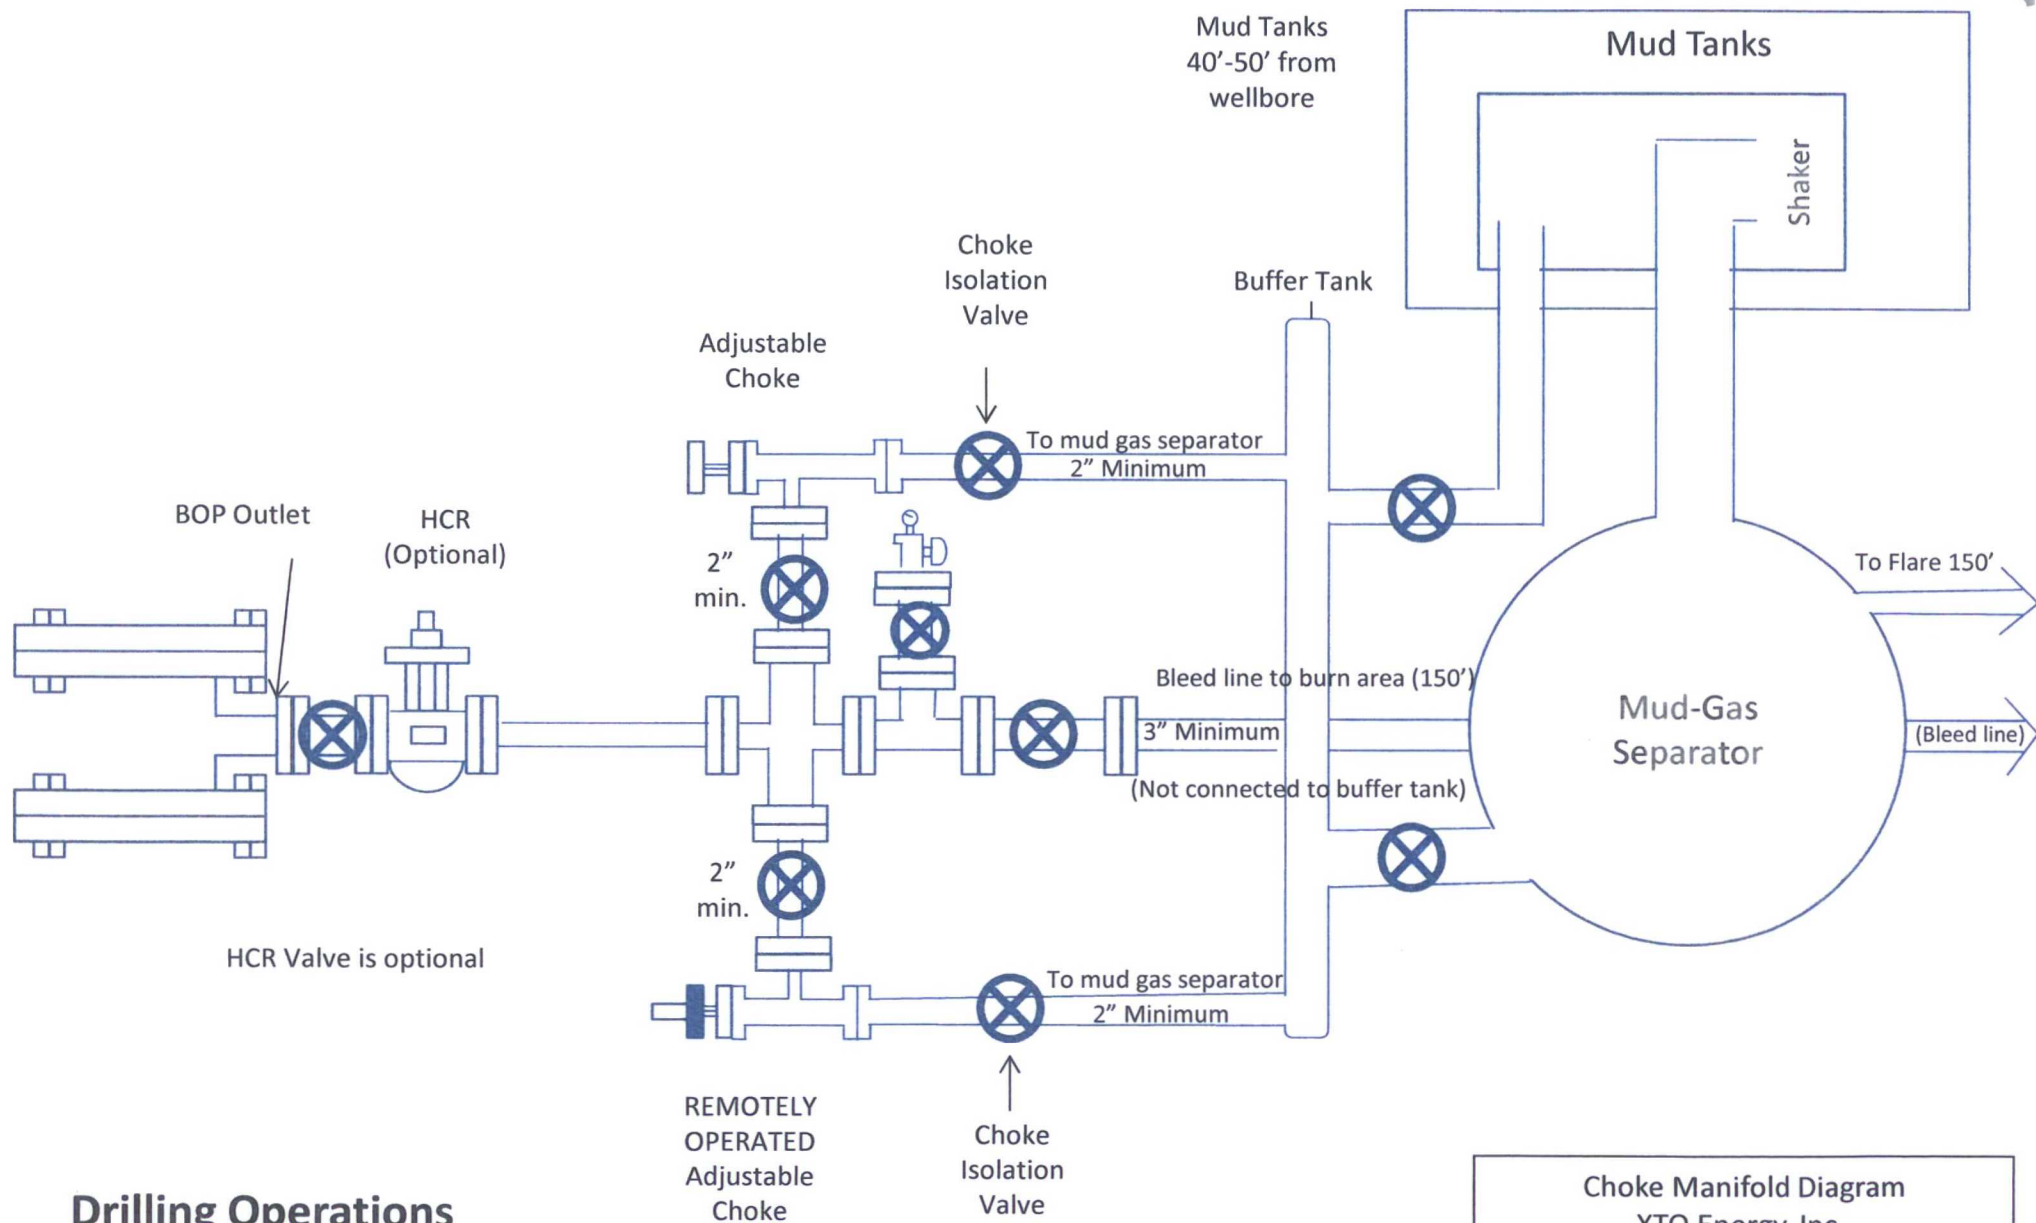 Mud Tanks
40’-50’ from
wellbore
Mud Tanks
Shaker
Choke
Isolation
Valve
Buffer Tank
Adjustable
Choke
To mud gas separator
2” Minimum
BOP Outlet
HCR
(Optional)
2”
min.
To Flare 150’
Bleed line to burn area (150’)
3” Minimum
(Not connected to buffer tank)
Mud-Gas
Separator
(Bleed line)
2”
min.
HCR Valve is optional
To mud gas separator
2” Minimum
REMOTELY
OPERATED
Adjustable
Choke
Choke
Isolation
Valve
Drilling Operations
Choke Manifold Diagram
XTO Energy, Inc.